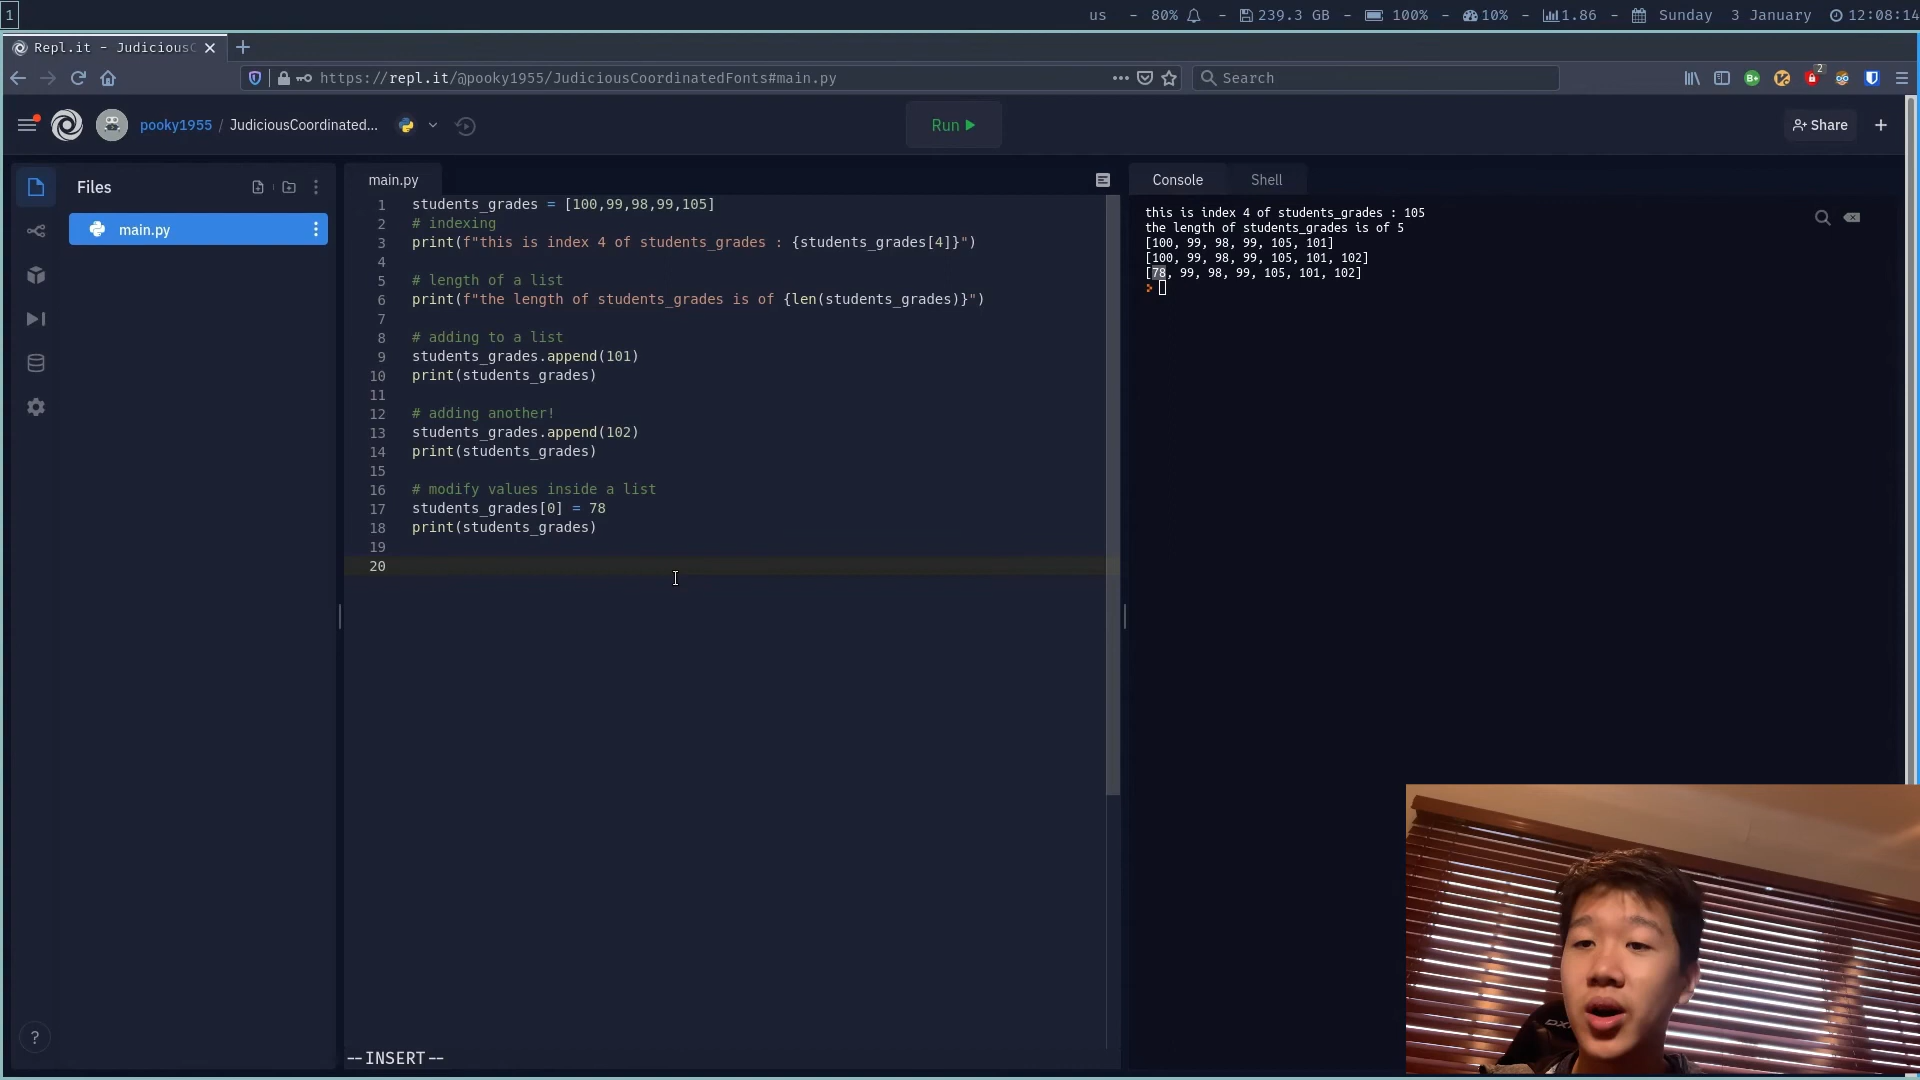 1
us - 80% - 239.3 GB - 100% - 10% - 1.86 - Sunday 3 January 12:08:14
Repl.it - JudiciousC
https://repl.it/@pooky1955/JudiciousCoordinatedFonts#main.py
Search
B+
2
pooky1955 / JudiciousCoordinated...
Run
Share
Files
main.py
main.py
Console
Shell
1 students_grades = [100,99,98,99,105]
2 # indexing
3 print(f"this is index 4 of students_grades : {students_grades[4]}")
4
5 # length of a list
6 print(f"the length of students_grades is of {len(students_grades)}")
7
8 # adding to a list
9 students_grades.append(101)
10 print(students_grades)
11
12 # adding another!
13 students_grades.append(102)
14 print(students_grades)
15
16 # modify values inside a list
17 students_grades[0] = 78
18 print(students_grades)
19
20
--INSERT--
this is index 4 of students_grades : 105
the length of students_grades is of 5
[100, 99, 98, 99, 105, 101]
[100, 99, 98, 99, 105, 101, 102]
[78, 99, 98, 99, 105, 101, 102]
?